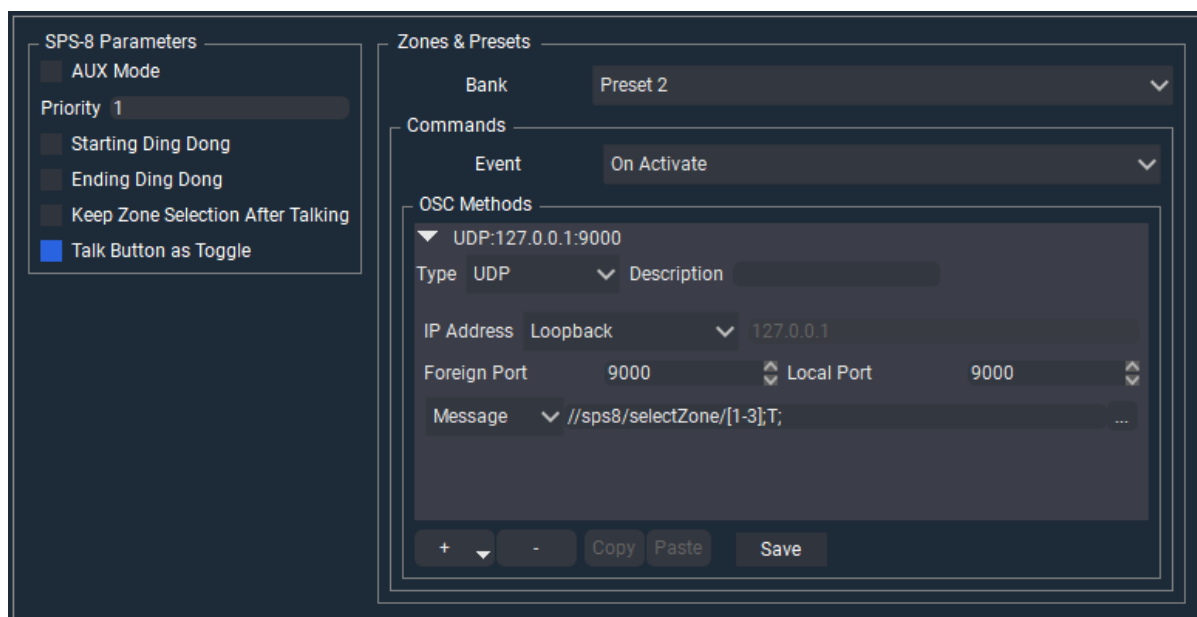 SPS-8 Parameters
AUX Mode
Priority 1
Starting Ding Dong
Ending Ding Dong
Keep Zone Selection After Talking
Talk Button as Toggle
Zones & Presets
Bank Preset 2
Commands
Event On Activate
OSC Methods
UDP:127.0.0.1:9000
Type UDP Description
IP Address Loopback 127.0.0.1
Foreign Port 9000 Local Port 9000
Message //sps8/selectZone/[1-3];T; ...
+ - Copy Paste Save